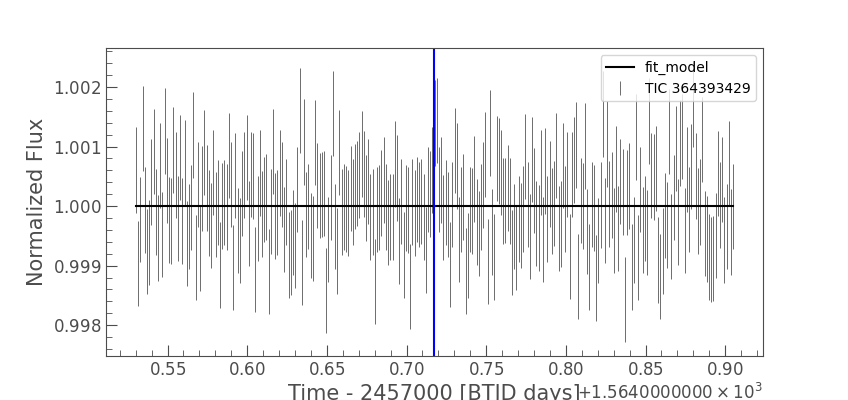 fit_model
TIC 364393429
Normalized Flux
1.002
1.001
1.000
0.999
0.998
0.55 0.60 0.65 0.70 0.75 0.80 0.85 0.90
Time - 2457000 [BTJD days]
+1.5640000000 × 10³